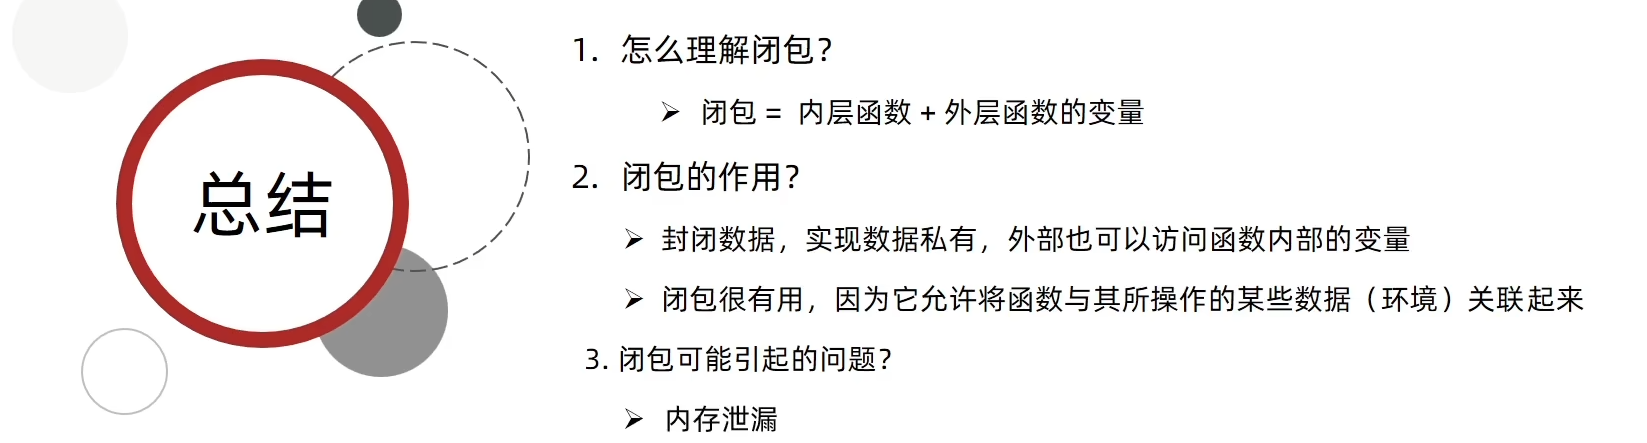 总结
1. 怎么理解闭包？
➢ 闭包 = 内层函数 + 外层函数的变量
2. 闭包的作用？
➢ 封闭数据，实现数据私有，外部也可以访问函数内部的变量
➢ 闭包很有用，因为它允许将函数与其所操作的某些数据（环境）关联起来
3. 闭包可能引起的问题？
➢ 内存泄漏